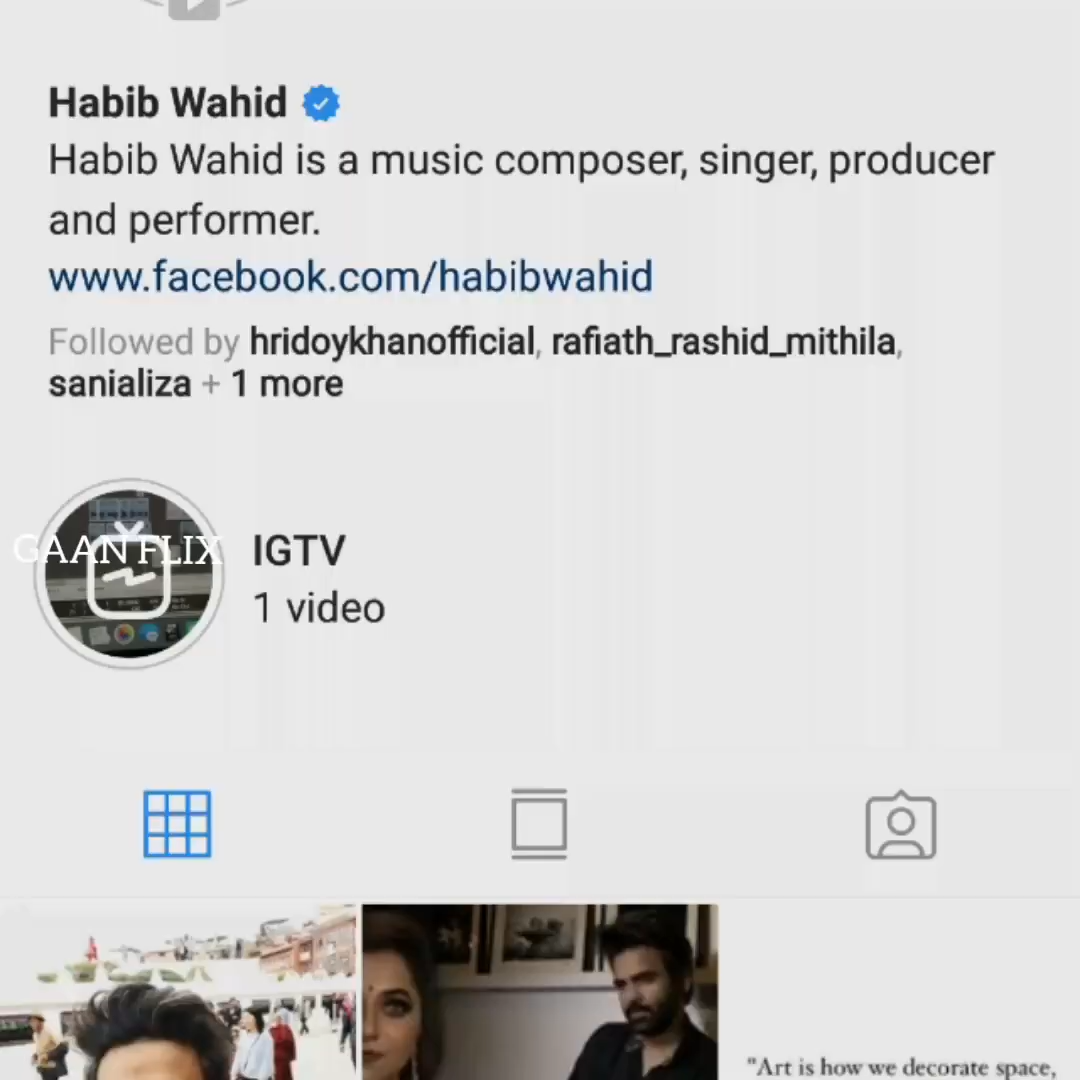 Habib Wahid
Habib Wahid is a music composer, singer, producer
and performer.
www.facebook.com/habibwahid
Followed by hridoykhanofficial, rafiath_rashid_mithila,
sanializa + 1 more
GAAN FLIX
IGTV
1 video
"Art is how we decorate space,